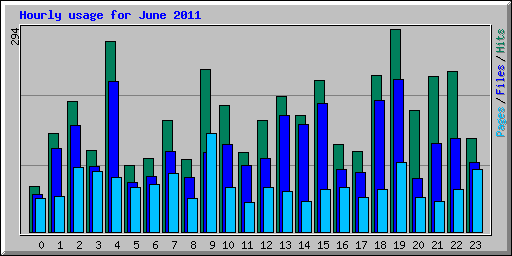 Hourly usage for June 2011
294
Pages/Files/Hits
0 1 2 3 4 5 6 7 8 9 10 11 12 13 14 15 16 17 18 19 20 21 22 23